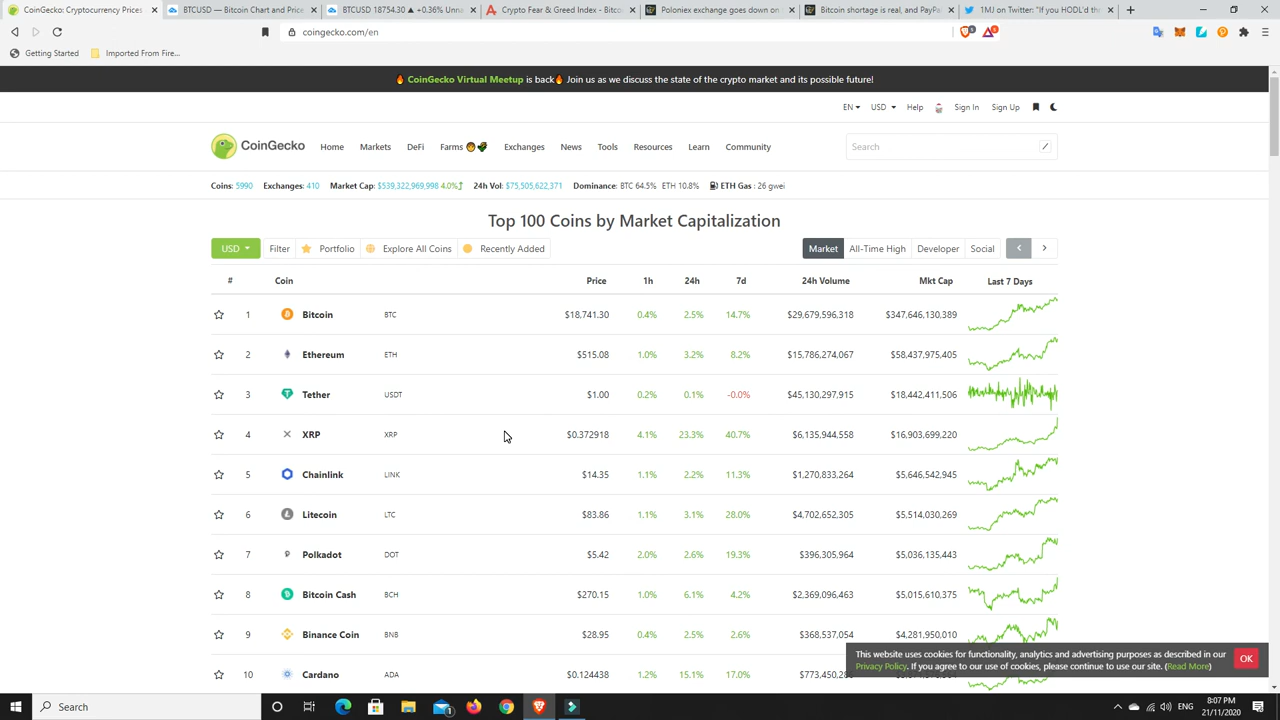 CoinGecko: Cryptocurrency Prices
BTCUSD — Bitcoin Chart and Price
BTCUSD 18754.30 ▲ +0.36% Unna
Crypto Fear & Greed Index - Bitco
Poloniex exchange goes down on
Bitcoin shortage is real, and PayPa
1MJ on Twitter: "If you HODL'd th
coingecko.com/en
Getting Started
Imported From Fire...
CoinGecko Virtual Meetup is back Join us as we discuss the state of the crypto market and its possible future!
EN USD Help Sign In Sign Up
CoinGecko Home Markets DeFi Farms Exchanges News Tools Resources Learn Community Search /
Coins: 5990 Exchanges: 410 Market Cap: $539,322,969,998 4.0% 24h Vol: $75,505,622,371 Dominance: BTC 64.5% ETH 10.8% ETH Gas : 26 gwei
Top 100 Coins by Market Capitalization
USD Filter Portfolio Explore All Coins Recently Added Market All-Time High Developer Social < >
# Coin Price 1h 24h 7d 24h Volume Mkt Cap Last 7 Days
1 Bitcoin BTC $18,741.30 0.4% 2.5% 14.7% $29,679,596,318 $347,646,130,389
2 Ethereum ETH $515.08 1.0% 3.2% 8.2% $15,786,274,067 $58,437,975,405
3 Tether USDT $1.00 0.2% 0.1% -0.0% $45,130,297,915 $18,442,411,506
4 XRP XRP $0.372918 4.1% 23.3% 40.7% $6,135,944,558 $16,903,699,220
5 Chainlink LINK $14.35 1.1% 2.2% 11.3% $1,270,833,264 $5,646,542,945
6 Litecoin LTC $83.86 1.1% 3.1% 28.0% $4,702,652,305 $5,514,030,269
7 Polkadot DOT $5.42 2.0% 2.6% 19.3% $396,305,964 $5,036,135,443
8 Bitcoin Cash BCH $270.15 1.0% 6.1% 4.2% $2,369,096,463 $5,015,610,375
9 Binance Coin BNB $28.95 0.4% 2.5% 2.6% $368,537,054 $4,281,950,010
10 Cardano ADA $0.124438 1.2% 15.1% 17.0%
This website uses cookies for functionality, analytics and advertising purposes as described in our
Privacy Policy. If you agree to our use of cookies, please continue to use our site. (Read More)
OK
Search
ENG
8:07 PM
21/11/2020